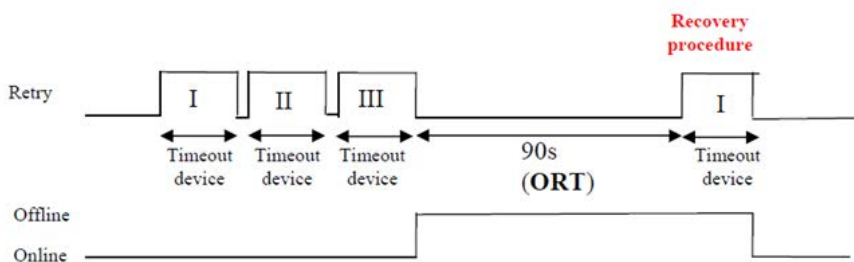 Recovery
procedure
Retry
I
II
III
I
Timeout
device
Timeout
device
Timeout
device
90s
(ORT)
Timeout
device
Offline
Online